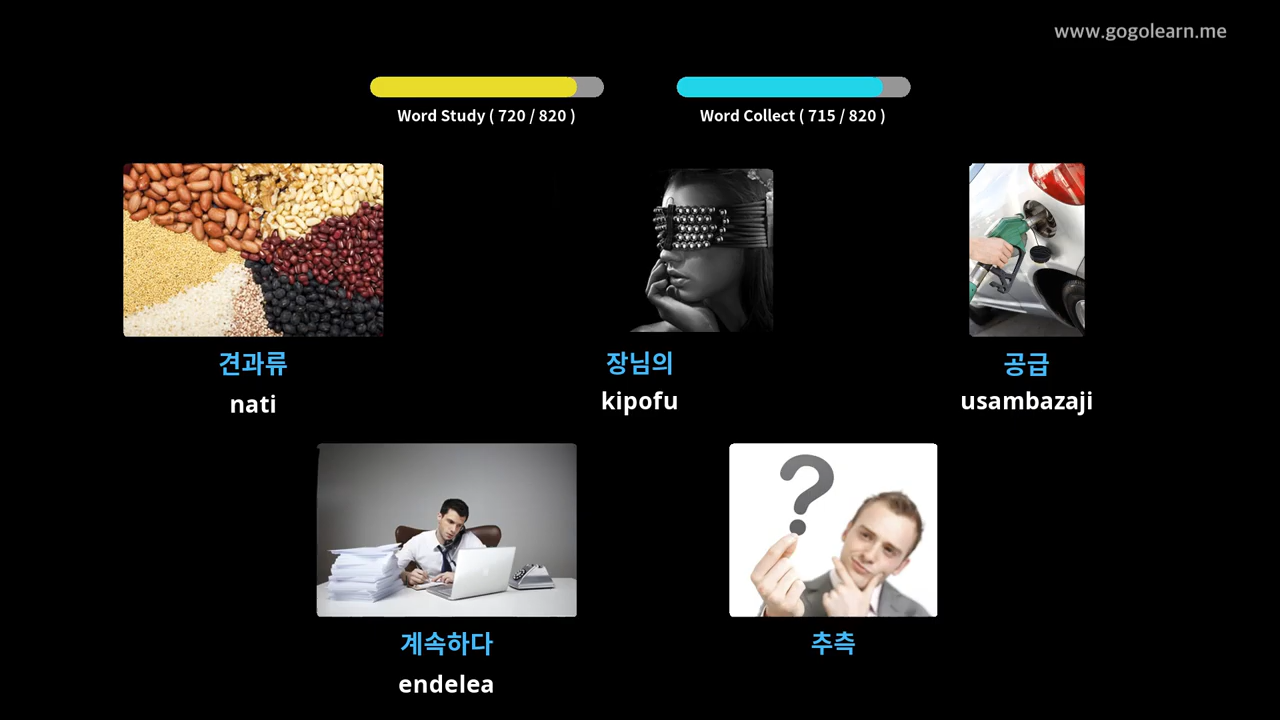 www.gogolearn.me
Word Study ( 720 / 820 )
Word Collect ( 715 / 820 )
견과류
nati
장님의
kipofu
공급
usambazaji
계속하다
endelea
추측